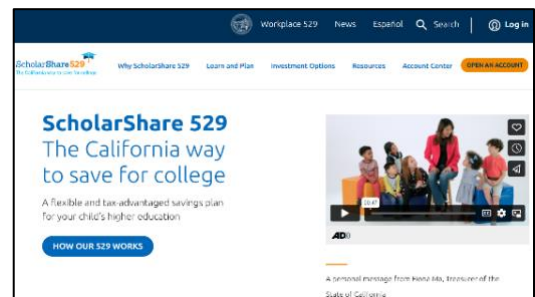 Workplace 529 News Español Search Log in
ScholarShare529
Why ScholarShare 529 Learn and Plan Investment Options Resources Account Center OPEN AN ACCOUNT
ScholarShare 529
The California way
to save for college
A flexible and tax-advantaged savings plan
for your child's higher education
HOW OUR 529 WORKS
00:47
AD
A personal message from Fiona Ma, Treasurer of the
State of California